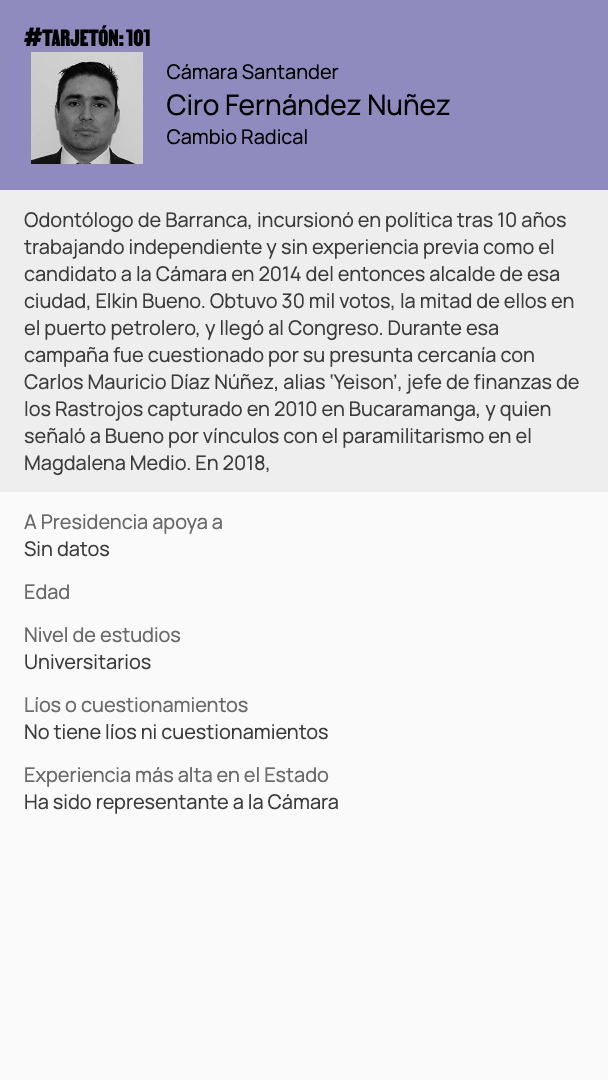 #TARJETÓN: 101
Cámara Santander
Ciro Fernández Nuñez
Cambio Radical
Odontólogo de Barranca, incursionó en política tras 10 años
trabajando independiente y sin experiencia previa como el
candidato a la Cámara en 2014 del entonces alcalde de esa
ciudad, Elkin Bueno. Obtuvo 30 mil votos, la mitad de ellos en
el puerto petrolero, y llegó al Congreso. Durante esa
campaña fue cuestionado por su presunta cercanía con
Carlos Mauricio Díaz Núñez, alias 'Yeison', jefe de finanzas de
los Rastrojos capturado en 2010 en Bucaramanga, y quien
señaló a Bueno por vínculos con el paramilitarismo en el
Magdalena Medio. En 2018,
A Presidencia apoya a
Sin datos
Edad
Nivel de estudios
Universitarios
Líos o cuestionamientos
No tiene líos ni cuestionamientos
Experiencia más alta en el Estado
Ha sido representante a la Cámara